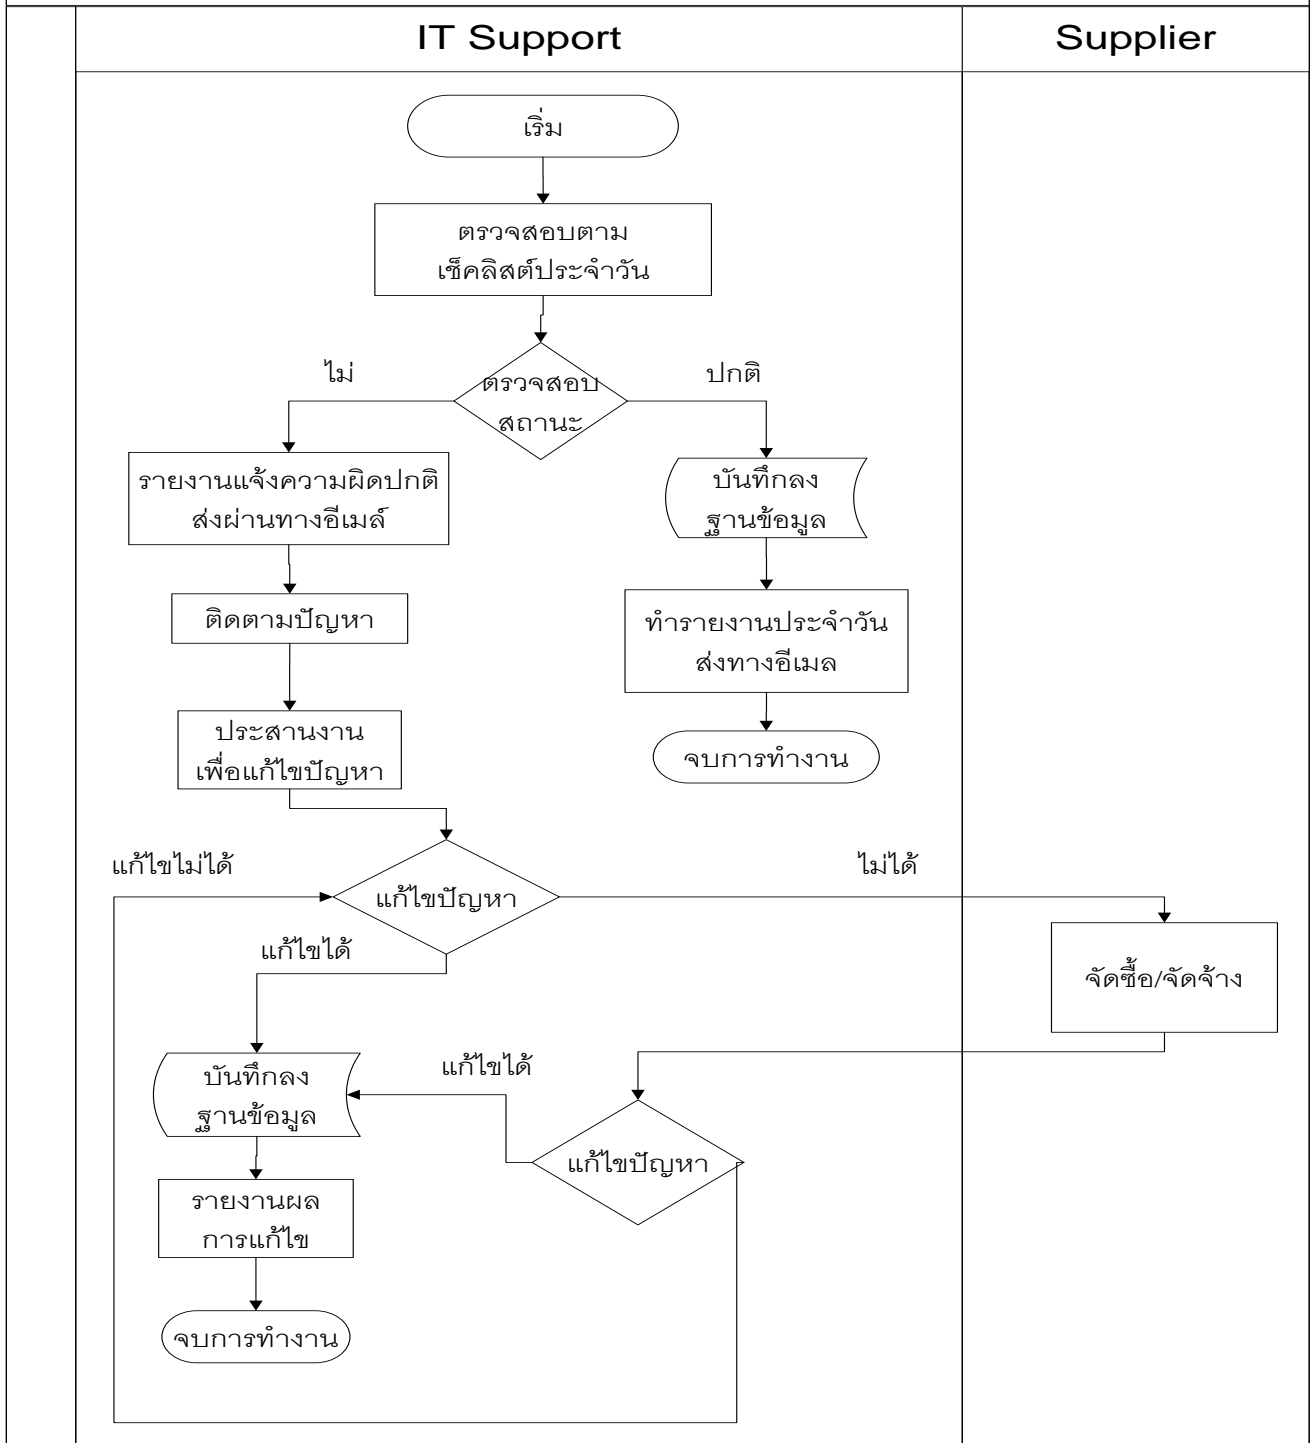 IT Support
Supplier
เริ่ม
ตรวจสอบตาม
เช็คลิสต์ประจำวัน
ไม่
ปกติ
ตรวจสอบ
สถานะ
รายงานแจ้งความผิดปกติ
ส่งผ่านทางอีเมล์
บันทึกลง
ฐานข้อมูล
ติดตามปัญหา
ทำรายงานประจำวัน
ส่งทางอีเมล
ประสานงาน
เพื่อแก้ไขปัญหา
จบการทำงาน
แก้ไขไม่ได้
ไม่ได้
แก้ไขปัญหา
แก้ไขได้
จัดซื้อ/จัดจ้าง
บันทึกลง
ฐานข้อมูล
แก้ไขได้
แก้ไขปัญหา
รายงานผล
การแก้ไข
จบการทำงาน